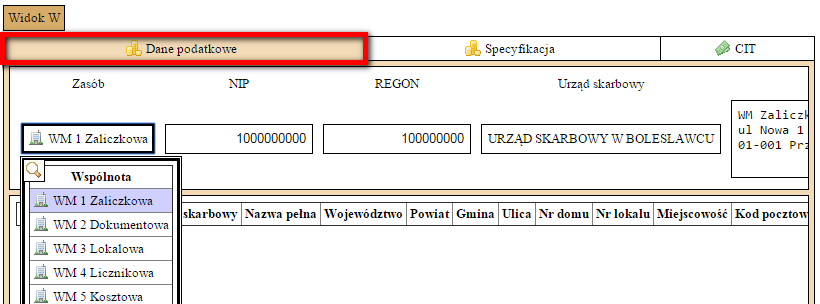 Widok W
Dane podatkowe Specyfikacja CIT
Zasób NIP REGON Urząd skarbowy
WM 1 Zaliczkowa 1000000000 100000000 URZĄD SKARBOWY W BOLESŁAWCU
WM Zaliczk
ul Nowa 1
01-001 Prz
Wspólnota
WM 1 Zaliczkowa
WM 2 Dokumentowa
WM 3 Lokalowa
WM 4 Licznikowa
WM 5 Kosztowa
skarbowy Nazwa pełna Województwo Powiat Gmina Ulica Nr domu Nr lokalu Miejscowość Kod pocztow